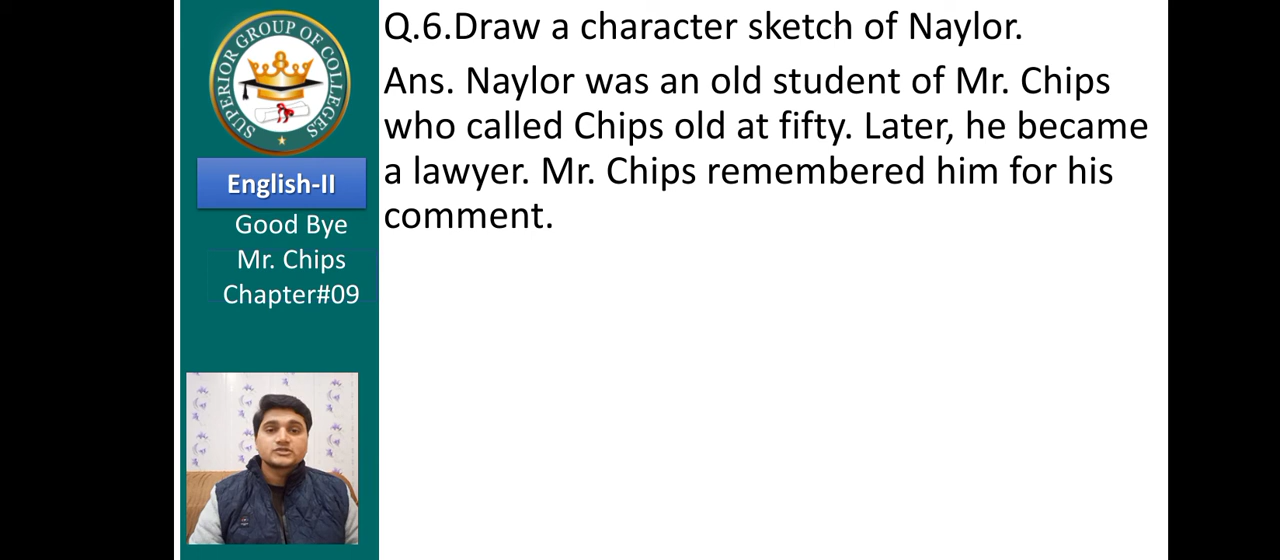 SUPERIOR GROUP OF COLLEGES
English-II
Good Bye
Mr. Chips
Chapter#09
Q.6.Draw a character sketch of Naylor.
Ans. Naylor was an old student of Mr. Chips
who called Chips old at fifty. Later, he became
a lawyer. Mr. Chips remembered him for his
comment.